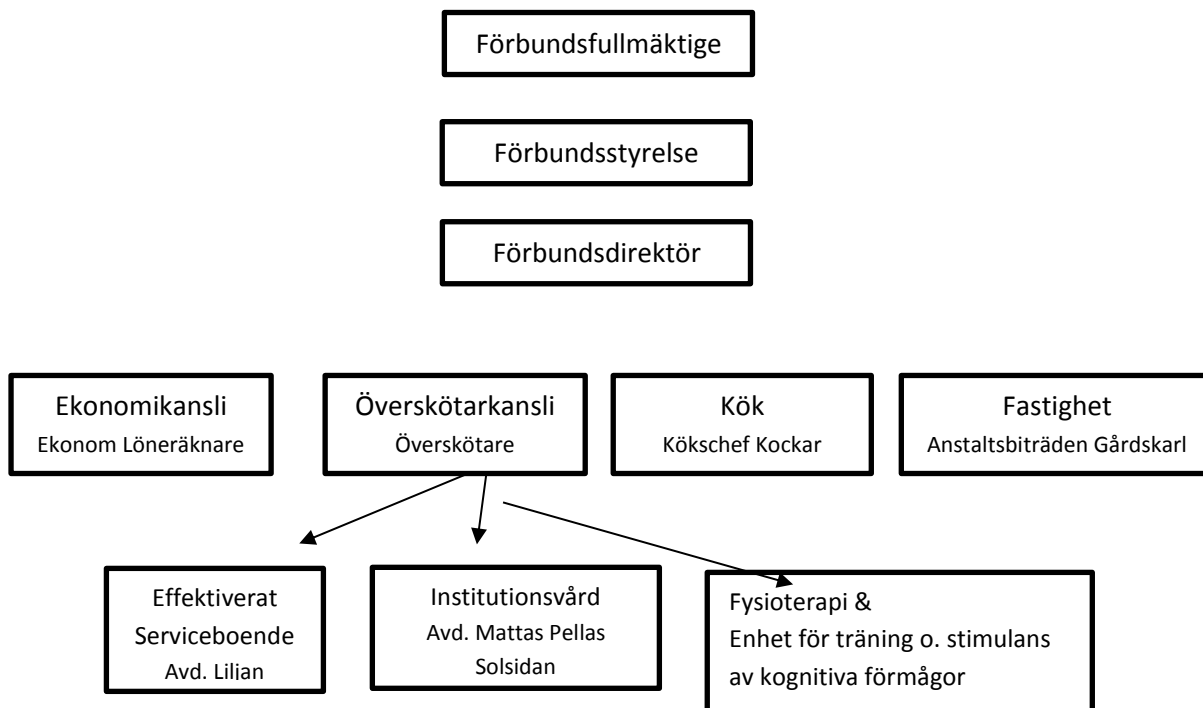 Förbundsfullmäktige
Förbundsstyrelse
Förbundsdirektör
Ekonomikansli
Ekonom Löneräknare
Överskötarkansli
Överskötare
Kök
Kökschef Kockar
Fastighet
Anstaltsbiträden Gårdskarl
Effektiverat
Serviceboende
Avd. Liljan
Institutionsvård
Avd. Mattas Pellas
Solsidan
Fysioterapi &
Enhet för träning o. stimulans
av kognitiva förmågor